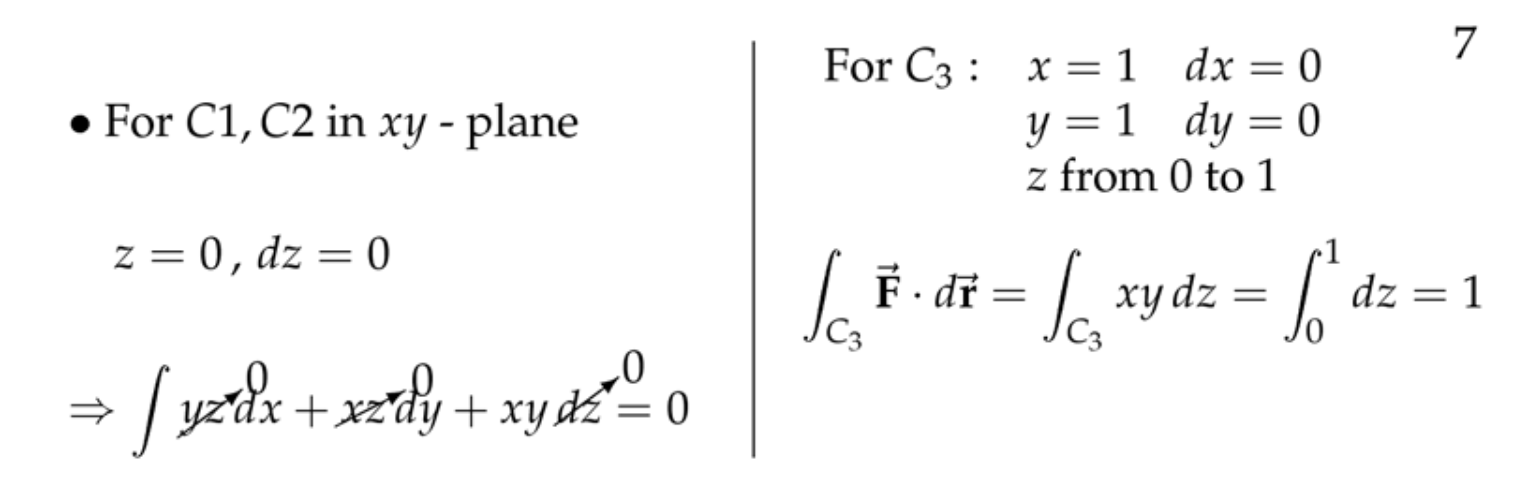 • For C1, C2 in xy - plane
z = 0 , dz = 0
⇒ ∫ yz dx + xz dy + xy dz = 0
0 0 0
7
For C₃ : x = 1 dx = 0
y = 1 dy = 0
z from 0 to 1
∫_{C₃} F⃗ · dr⃗ = ∫_{C₃} xy dz = ∫₀¹ dz = 1